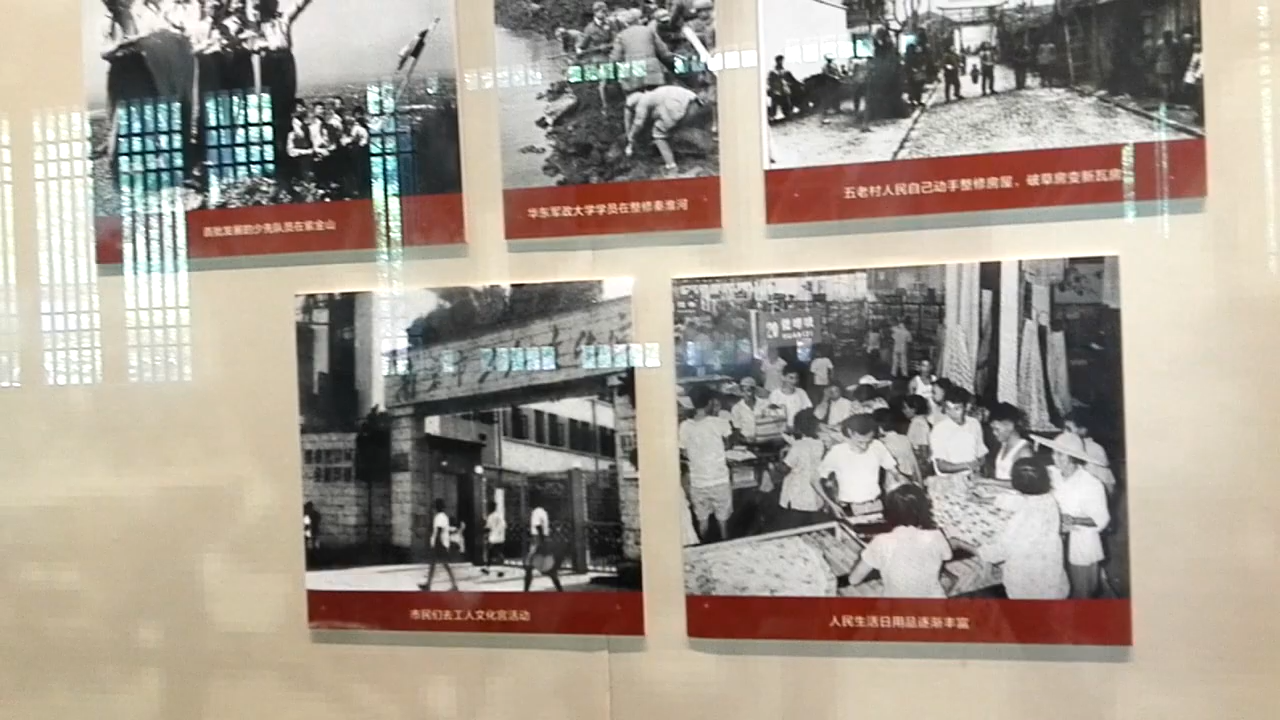 首批发展的少先队员在紫金山
华东军政大学学员在整修秦淮河
五老村人民自己动手整修房屋，破草房变新瓦房
市民们去工人文化宫活动
20
人民生活日用品逐渐丰富